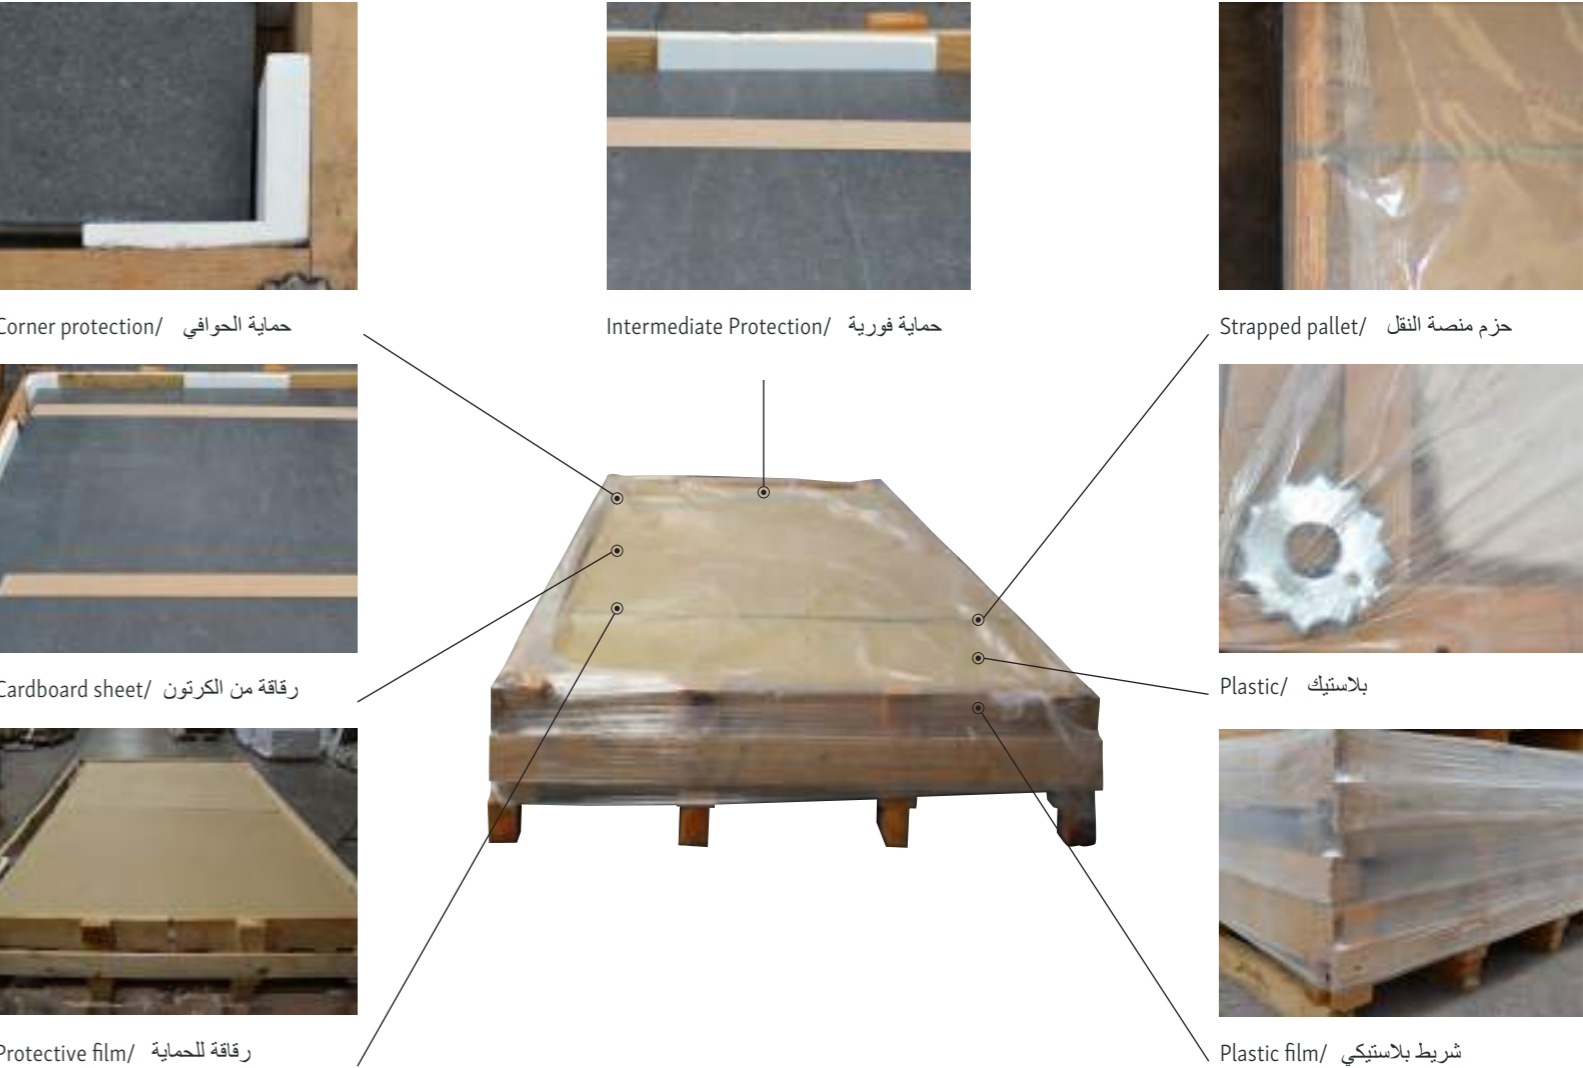 Corner protection/ حماية الحوافي
Intermediate Protection/ حماية فورية
Strapped pallet/ حزم منصة النقل
Cardboard sheet/ رقاقة من الكرتون
Plastic/ بلاستيك
Protective film/ رقاقة للحماية
Plastic film/ شريط بلاستيكي